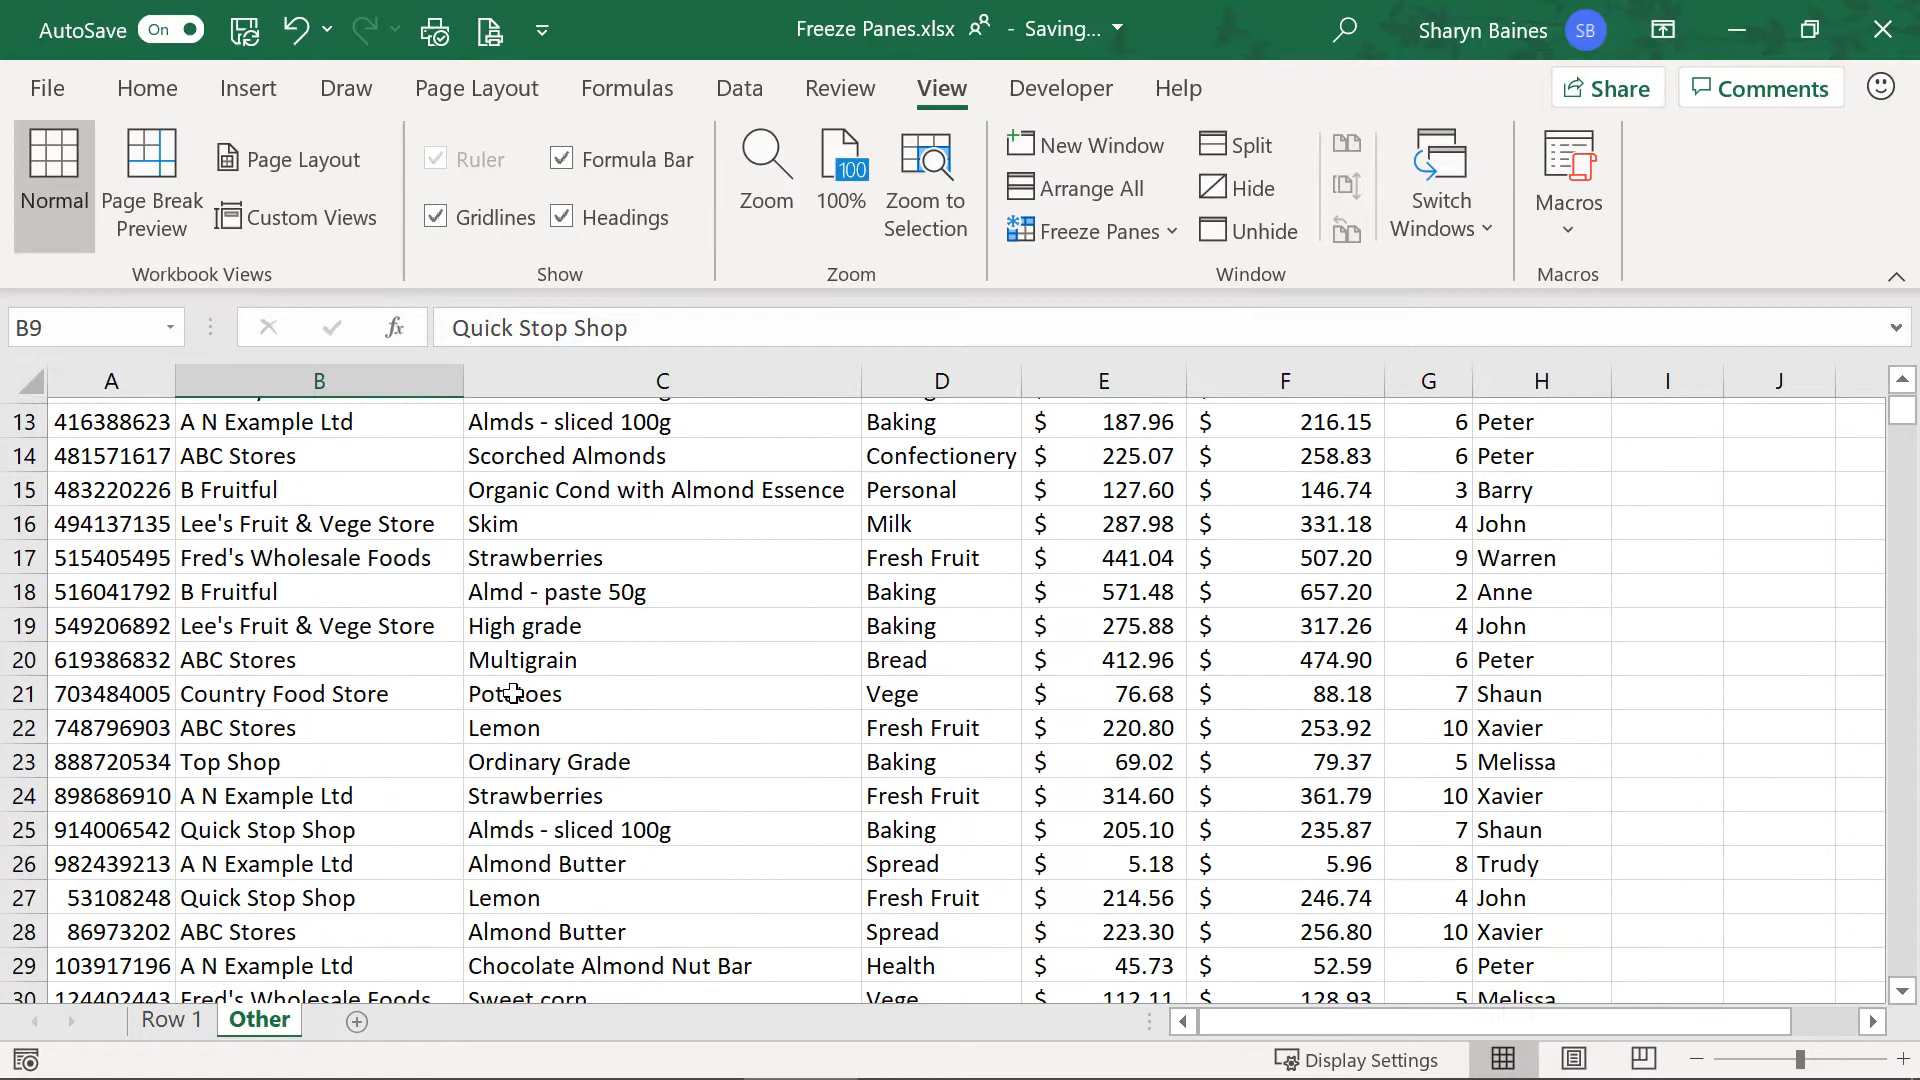 AutoSave On Freeze Panes.xlsx - Saving... Sharyn Baines SB
File Home Insert Draw Page Layout Formulas Data Review View Developer Help Share Comments
Normal
Page Break Preview
Page Layout
Custom Views
Workbook Views
Ruler Formula Bar
Gridlines Headings
Show
Zoom
100
100%
Zoom to Selection
Zoom
New Window
Arrange All
Freeze Panes
Split
Hide
Unhide
Window
Switch Windows
Macros
Macros
B9 fx Quick Stop Shop
A B C D E F G H I J
13 416388623 A N Example Ltd Almds - sliced 100g Baking $ 187.96 $ 216.15 6 Peter
14 481571617 ABC Stores Scorched Almonds Confectionery $ 225.07 $ 258.83 6 Peter
15 483220226 B Fruitful Organic Cond with Almond Essence Personal $ 127.60 $ 146.74 3 Barry
16 494137135 Lee's Fruit & Vege Store Skim Milk $ 287.98 $ 331.18 4 John
17 515405495 Fred's Wholesale Foods Strawberries Fresh Fruit $ 441.04 $ 507.20 9 Warren
18 516041792 B Fruitful Almd - paste 50g Baking $ 571.48 $ 657.20 2 Anne
19 549206892 Lee's Fruit & Vege Store High grade Baking $ 275.88 $ 317.26 4 John
20 619386832 ABC Stores Multigrain Bread $ 412.96 $ 474.90 6 Peter
21 703484005 Country Food Store Potatoes Vege $ 76.68 $ 88.18 7 Shaun
22 748796903 ABC Stores Lemon Fresh Fruit $ 220.80 $ 253.92 10 Xavier
23 888720534 Top Shop Ordinary Grade Baking $ 69.02 $ 79.37 5 Melissa
24 898686910 A N Example Ltd Strawberries Fresh Fruit $ 314.60 $ 361.79 10 Xavier
25 914006542 Quick Stop Shop Almds - sliced 100g Baking $ 205.10 $ 235.87 7 Shaun
26 982439213 A N Example Ltd Almond Butter Spread $ 5.18 $ 5.96 8 Trudy
27 53108248 Quick Stop Shop Lemon Fresh Fruit $ 214.56 $ 246.74 4 John
28 86973202 ABC Stores Almond Butter Spread $ 223.30 $ 256.80 10 Xavier
29 103917196 A N Example Ltd Chocolate Almond Nut Bar Health $ 45.73 $ 52.59 6 Peter
30 124402443 Fred's Wholesale Foods Sweet corn Vege $ 112.11 $ 128.93 5 Melissa
Row 1 Other
Display Settings